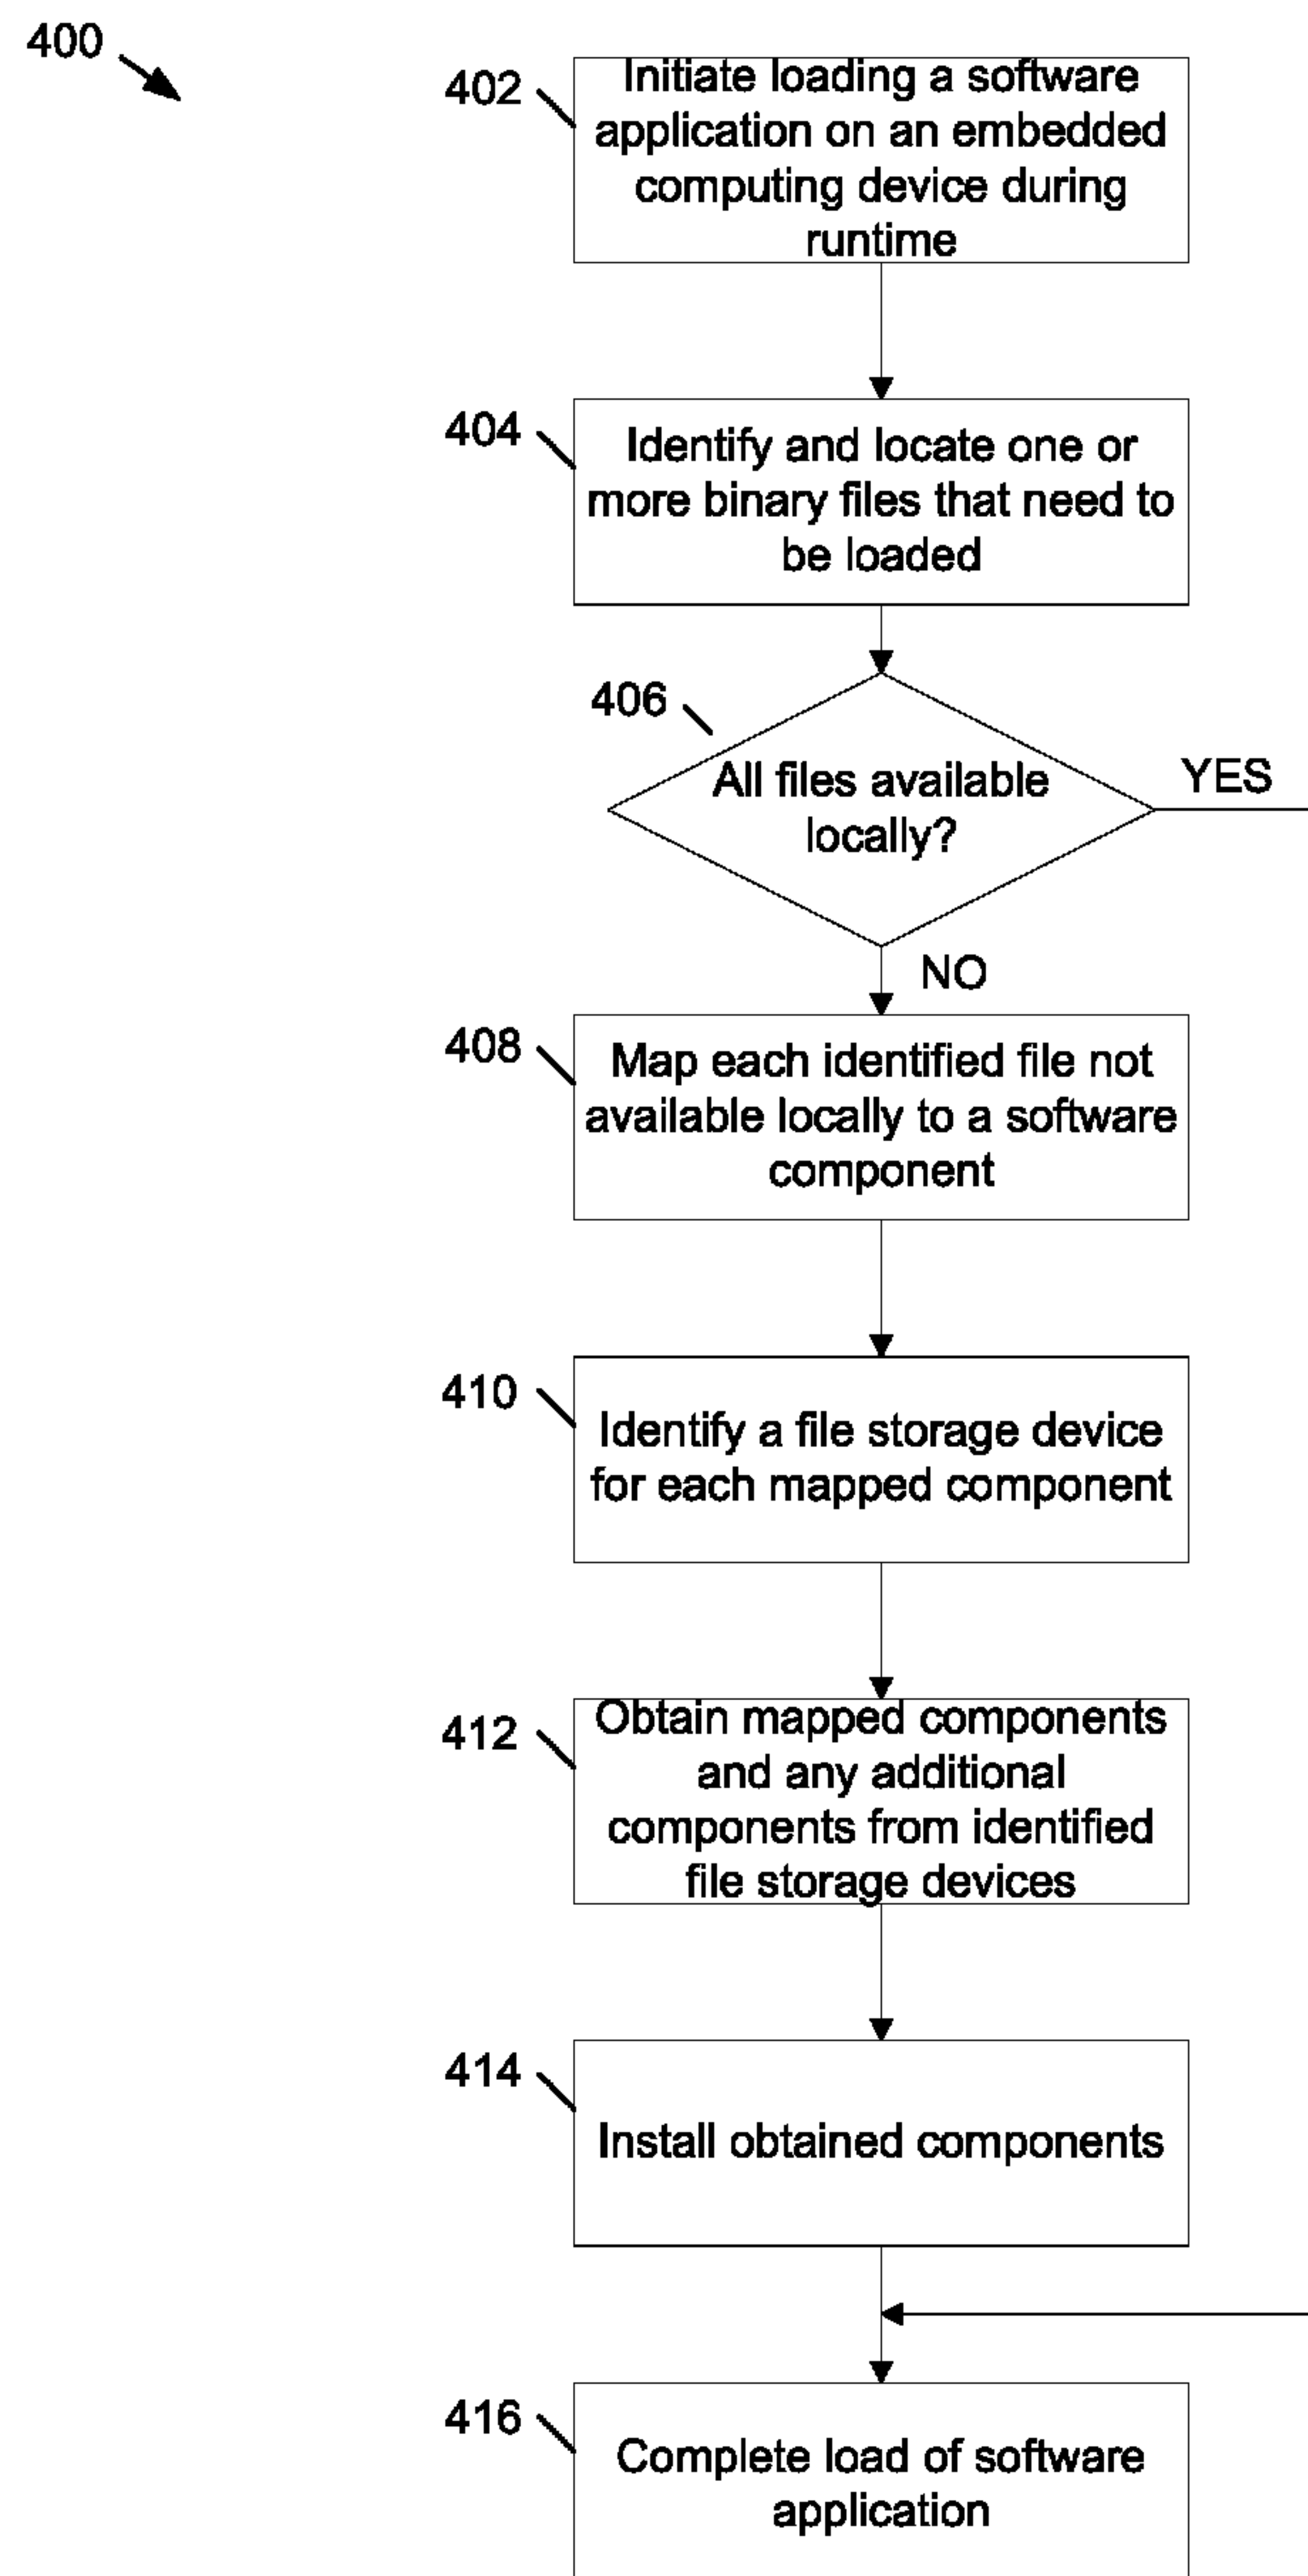 400
402
Initiate loading a software
application on an embedded
computing device during
runtime
404
Identify and locate one or
more binary files that need to
be loaded
406
All files available
locally?
YES
NO
408
Map each identified file not
available locally to a software
component
410
Identify a file storage device
for each mapped component
412
Obtain mapped components
and any additional
components from identified
file storage devices
414
Install obtained components
416
Complete load of software
application